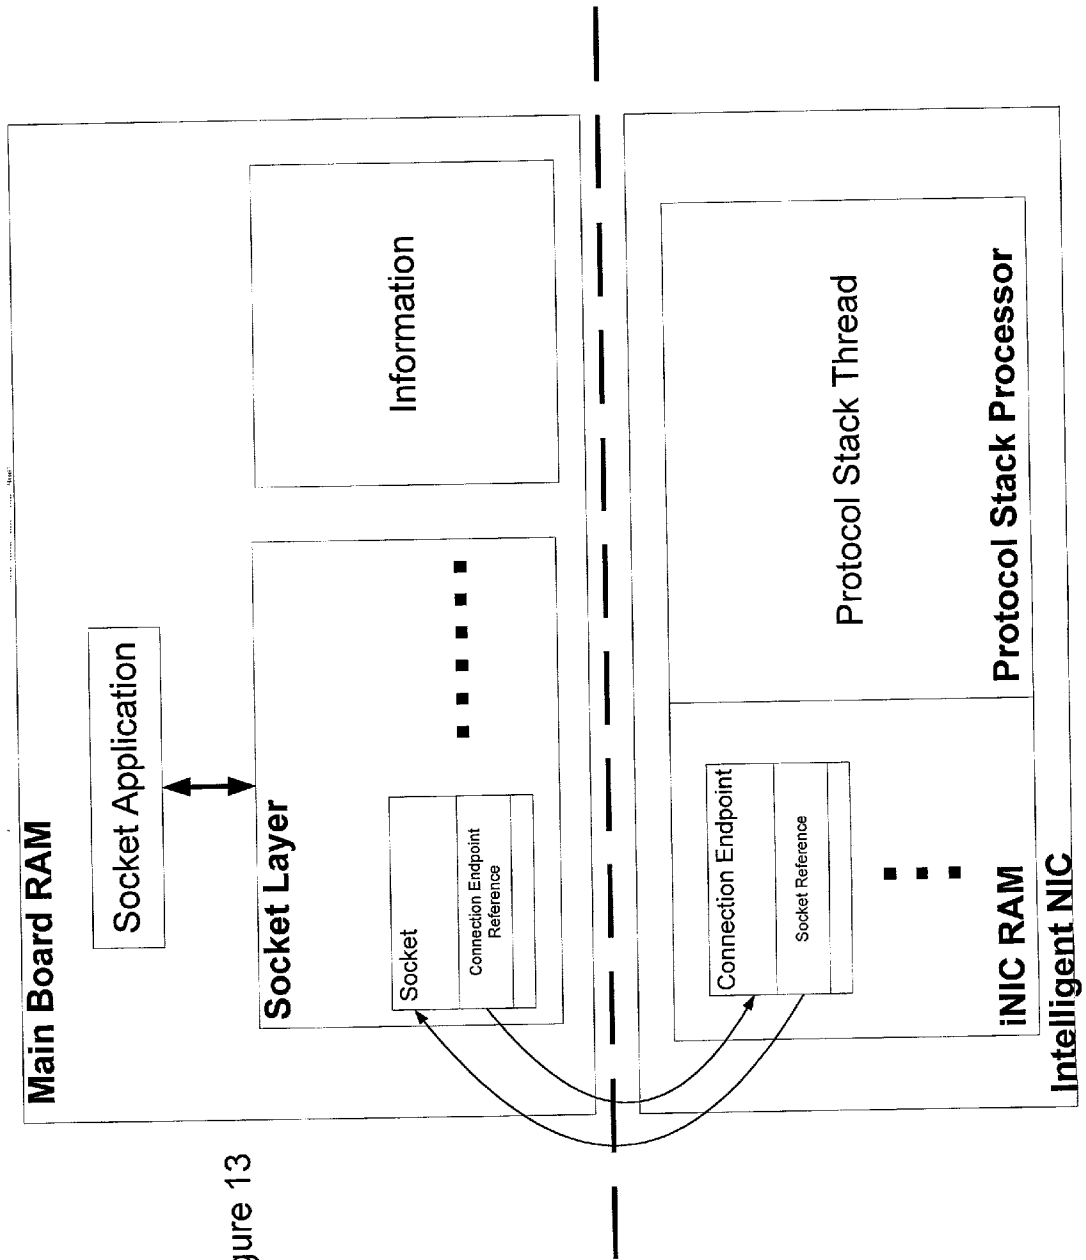 Main Board RAM
Socket Application
Socket Layer
Socket
Connection Endpoint
Reference
Information
Connection Endpoint
Socket Reference
iNIC RAM
Protocol Stack Thread
Protocol Stack Processor
Intelligent NIC
gure 13